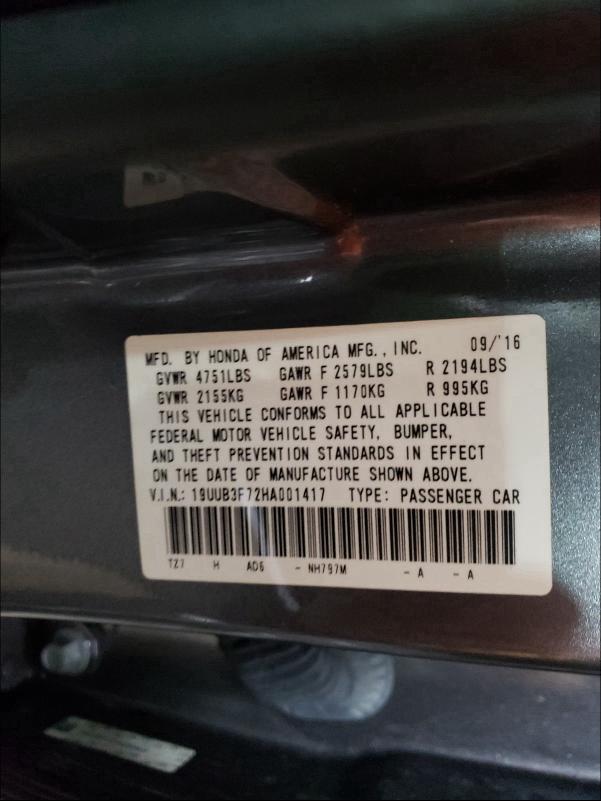 MFD. BY HONDA OF AMERICA MFG., INC. 09/'16
GVWR 4751LBS GAWR F 2579LBS R 2194LBS
GVWR 2155KG GAWR F 1170KG R 995KG
THIS VEHICLE CONFORMS TO ALL APPLICABLE
FEDERAL MOTOR VEHICLE SAFETY, BUMPER,
AND THEFT PREVENTION STANDARDS IN EFFECT
ON THE DATE OF MANUFACTURE SHOWN ABOVE.
V.I.N.: 19UUB3F72HA001417 TYPE: PASSENGER CAR
TZ7 H AD6 - NH797M - A - A